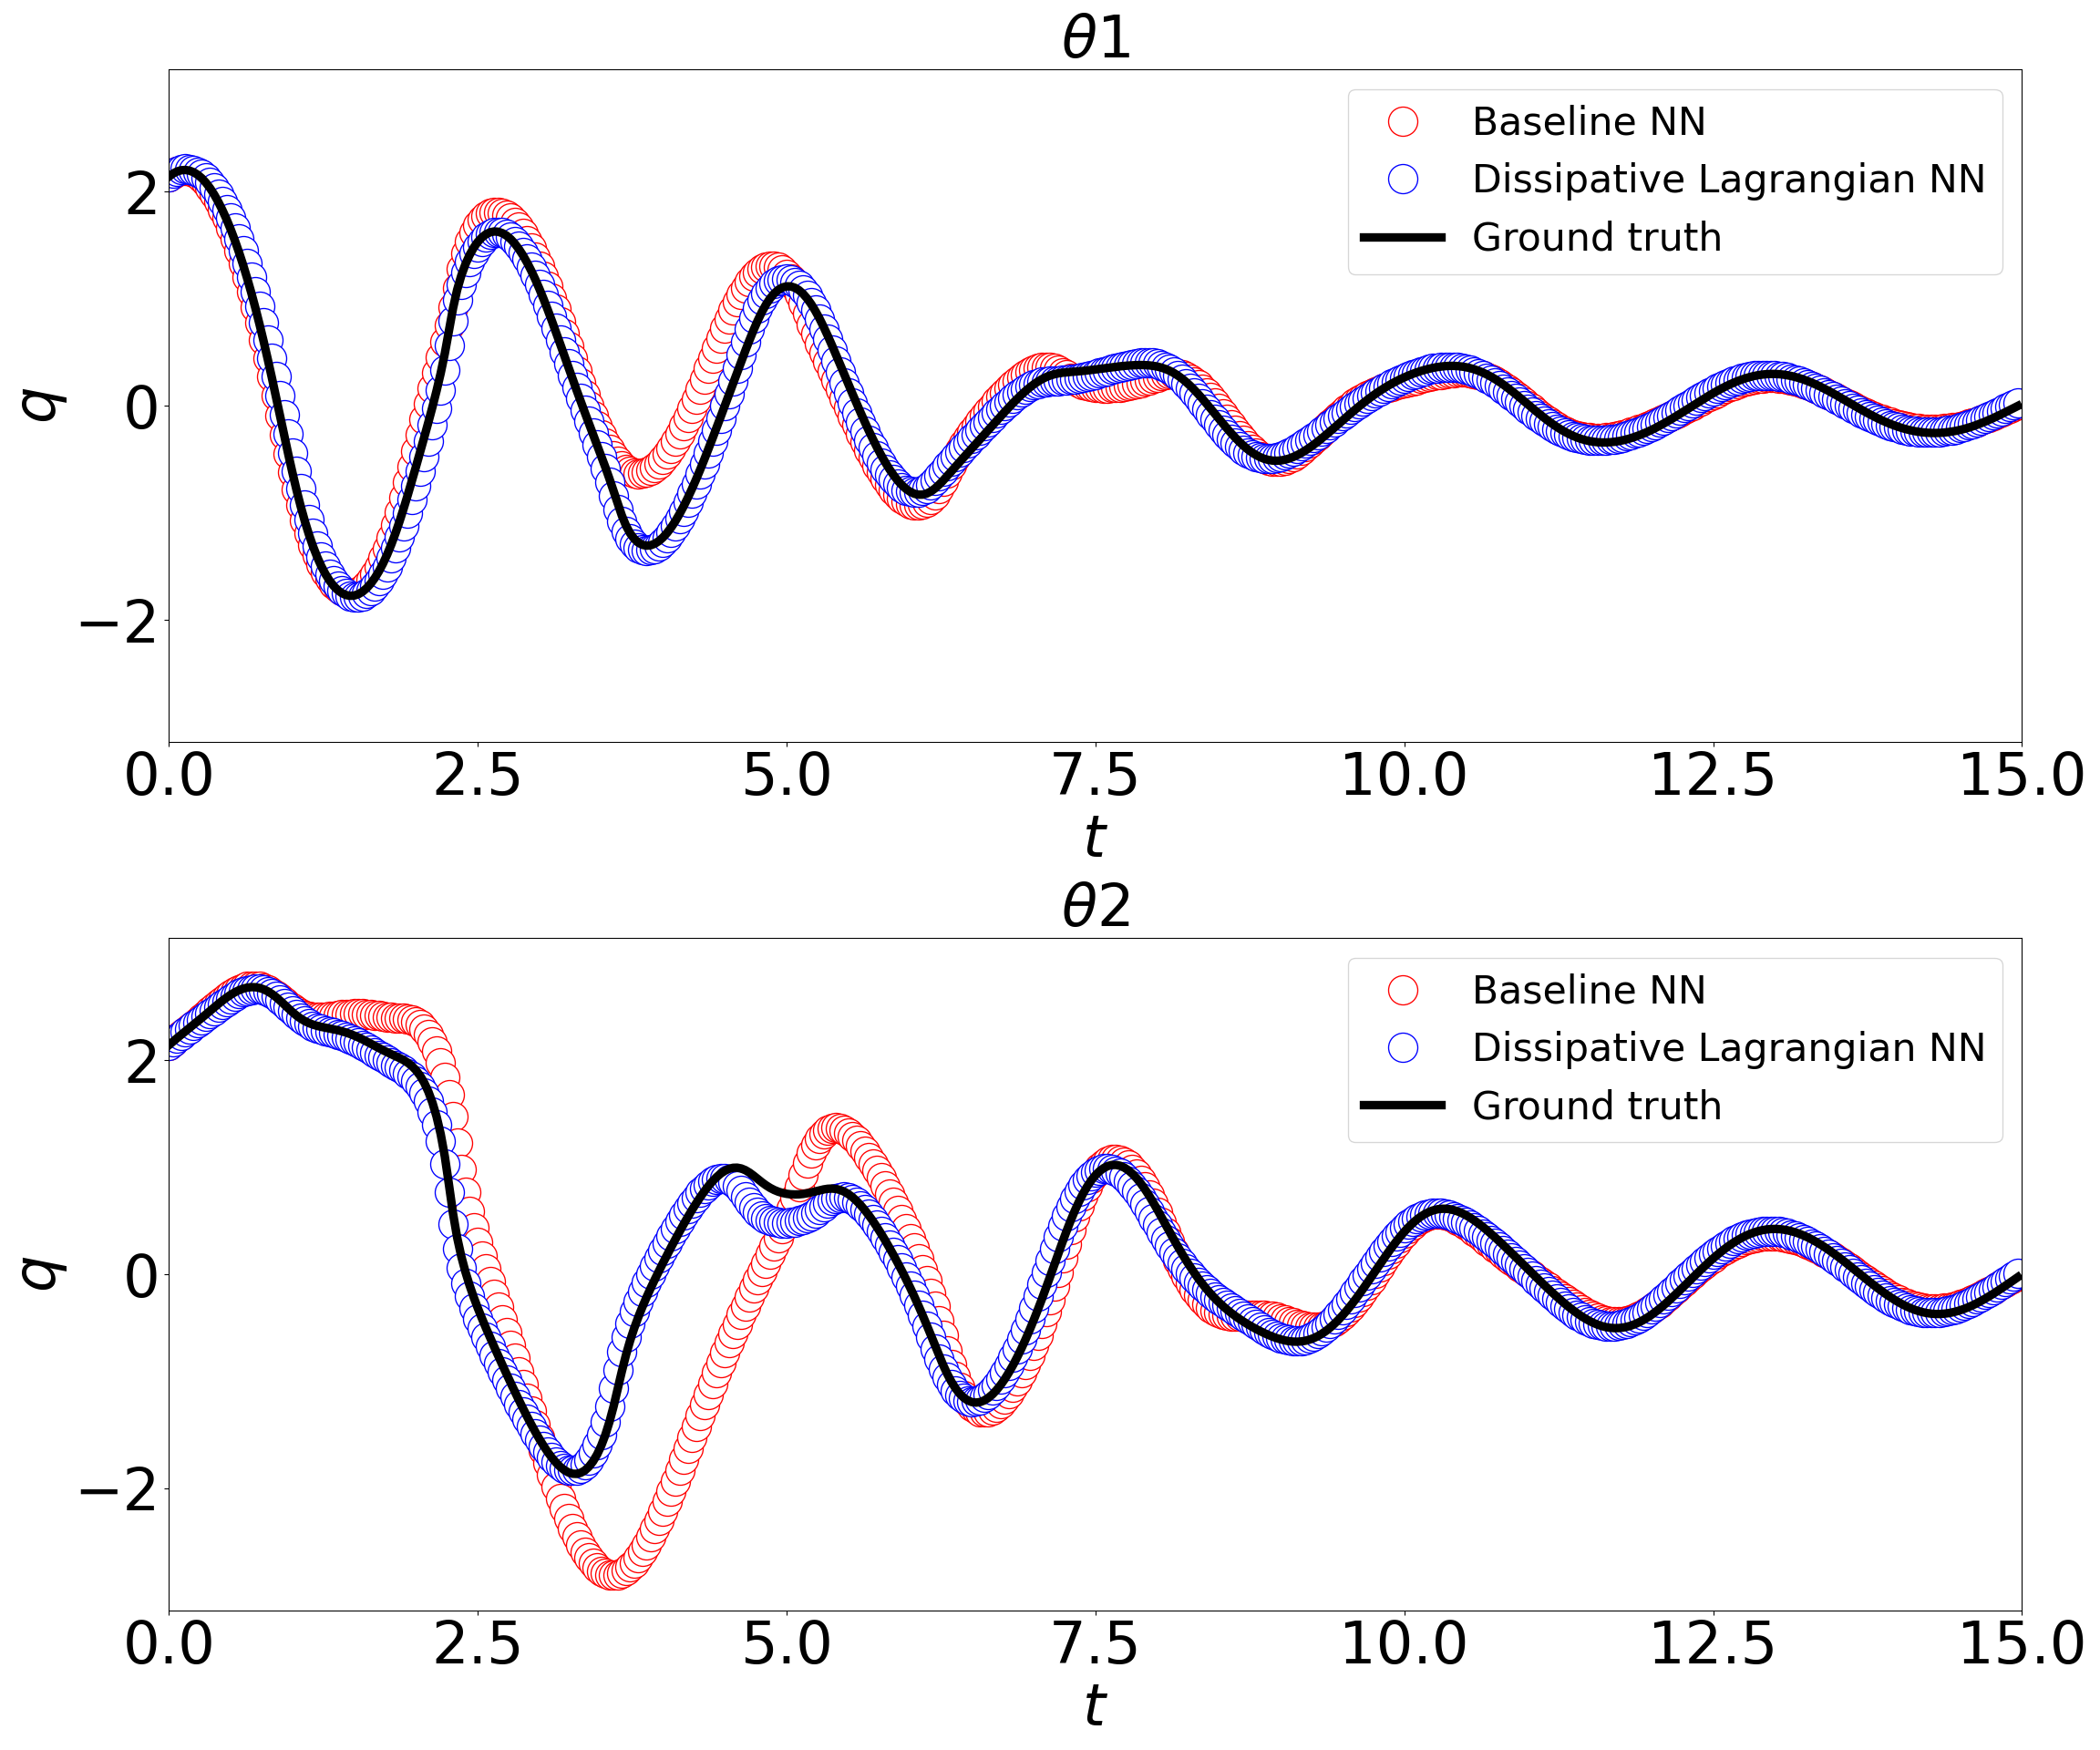 θ1
q
2
0
−2
Baseline NN
Dissipative Lagrangian NN
Ground truth
0.0 2.5 5.0 7.5 10.0 12.5 15.0
t
θ2
q
2
0
−2
Baseline NN
Dissipative Lagrangian NN
Ground truth
0.0 2.5 5.0 7.5 10.0 12.5 15.0
t